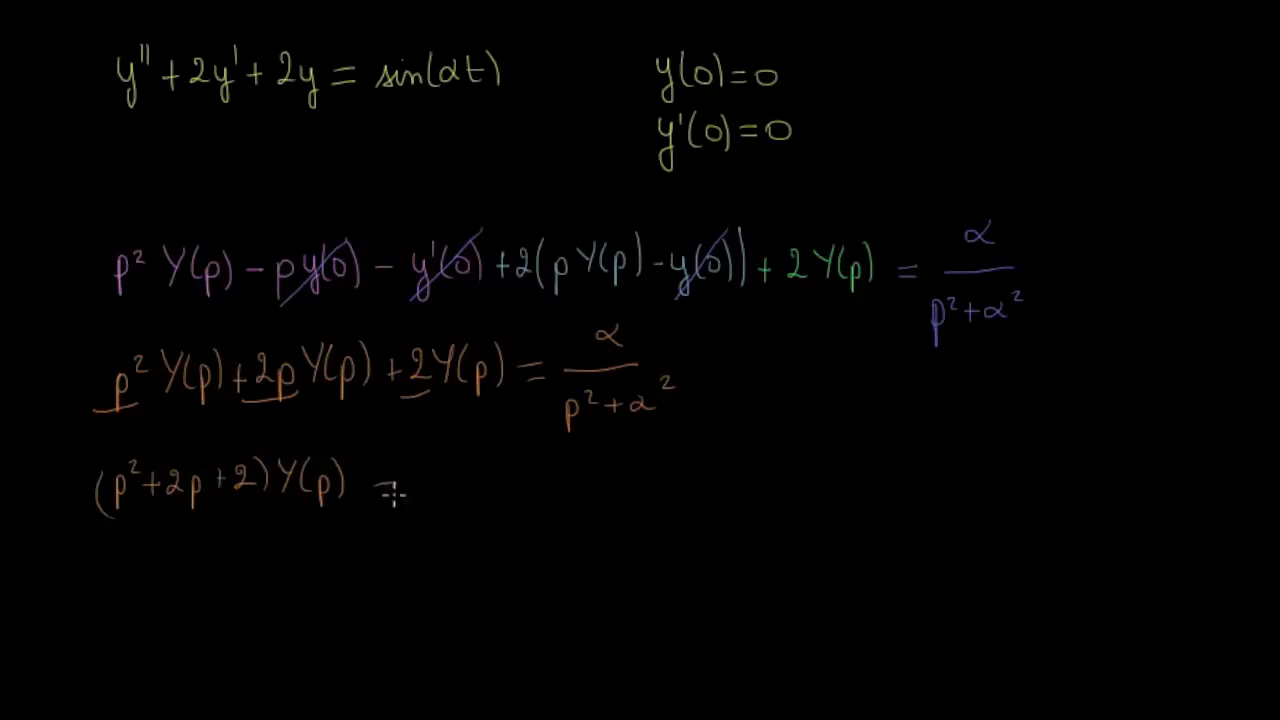 y'' + 2y' + 2y = sin(αt) y(0) = 0
y'(0) = 0
p² Y(p) - p y(0) - y'(0) + 2(p Y(p) - y(0)) + 2 Y(p) = α / (p² + α²)
p² Y(p) + 2p Y(p) + 2 Y(p) = α / (p² + α²)
(p² + 2p + 2) Y(p) =